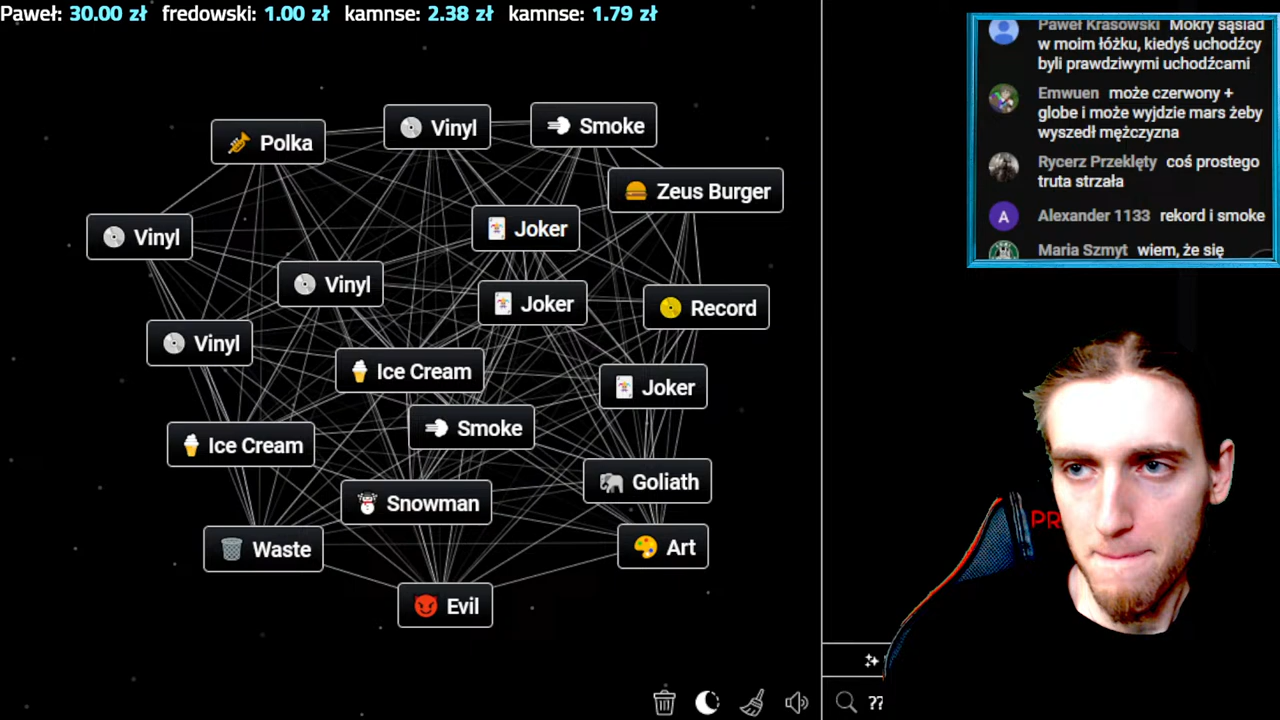 Paweł: 30.00 zł fredowski: 1.00 zł kamnse: 2.38 zł kamnse: 1.79 zł
Polka
Vinyl
Smoke
Zeus Burger
Vinyl
Joker
Vinyl
Joker
Record
Vinyl
Ice Cream
Joker
Ice Cream
Smoke
Goliath
Snowman
Waste
Art
Evil
??
Paweł Krasowski Mokry sąsiad
w moim łóżku, kiedyś uchodźcy
byli prawdziwymi uchodźcami
Emwuen może czerwony +
globe i może wyjdzie mars żeby
wyszedł mężczyzna
Rycerz Przeklęty coś prostego
truta strzała
A Alexander 1133 rekord i smoke
Maria Szmyt wiem, że się
PR